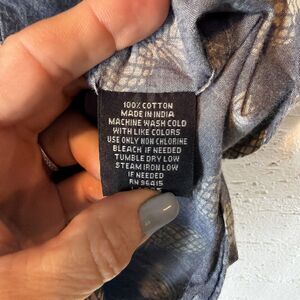 100% COTTON
MADE IN INDIA
MACHINE WASH COLD
WITH LIKE COLORS
USE ONLY NON CHLORINE
BLEACH IF NEEDED
TUMBLE DRY LOW
STEAM IRON LOW
IF NEEDED
RN 96415